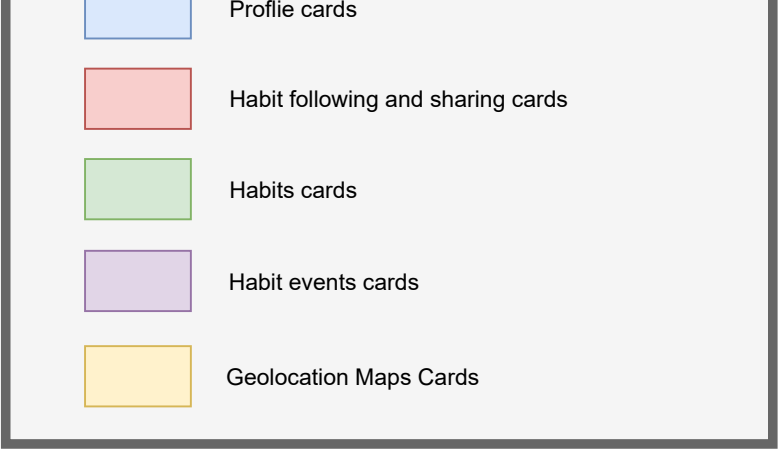 Proflie cards
Habit following and sharing cards
Habits cards
Habit events cards
Geolocation Maps Cards